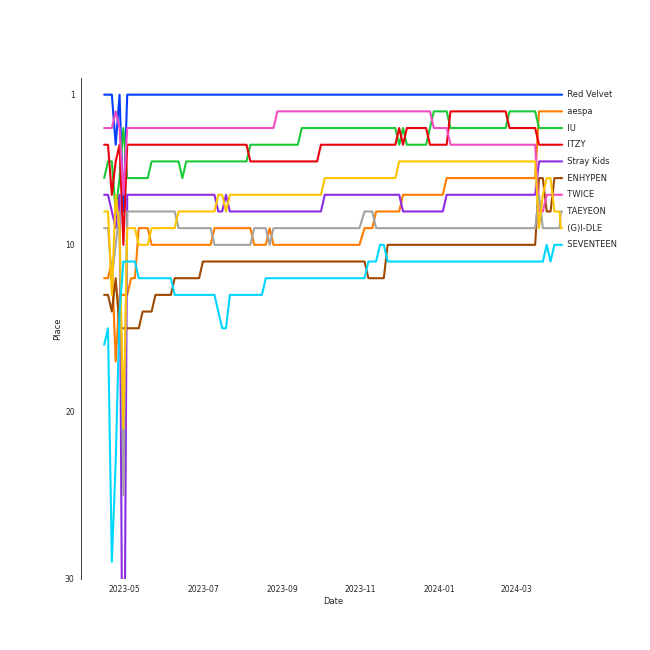 1
10
20
30
Place
2023-05
2023-07
2023-09
2023-11
2024-01
2024-03
Date
Red Velvet
aespa
IU
ITZY
Stray Kids
ENHYPEN
TWICE
TAEYEON
(G)I-DLE
SEVENTEEN